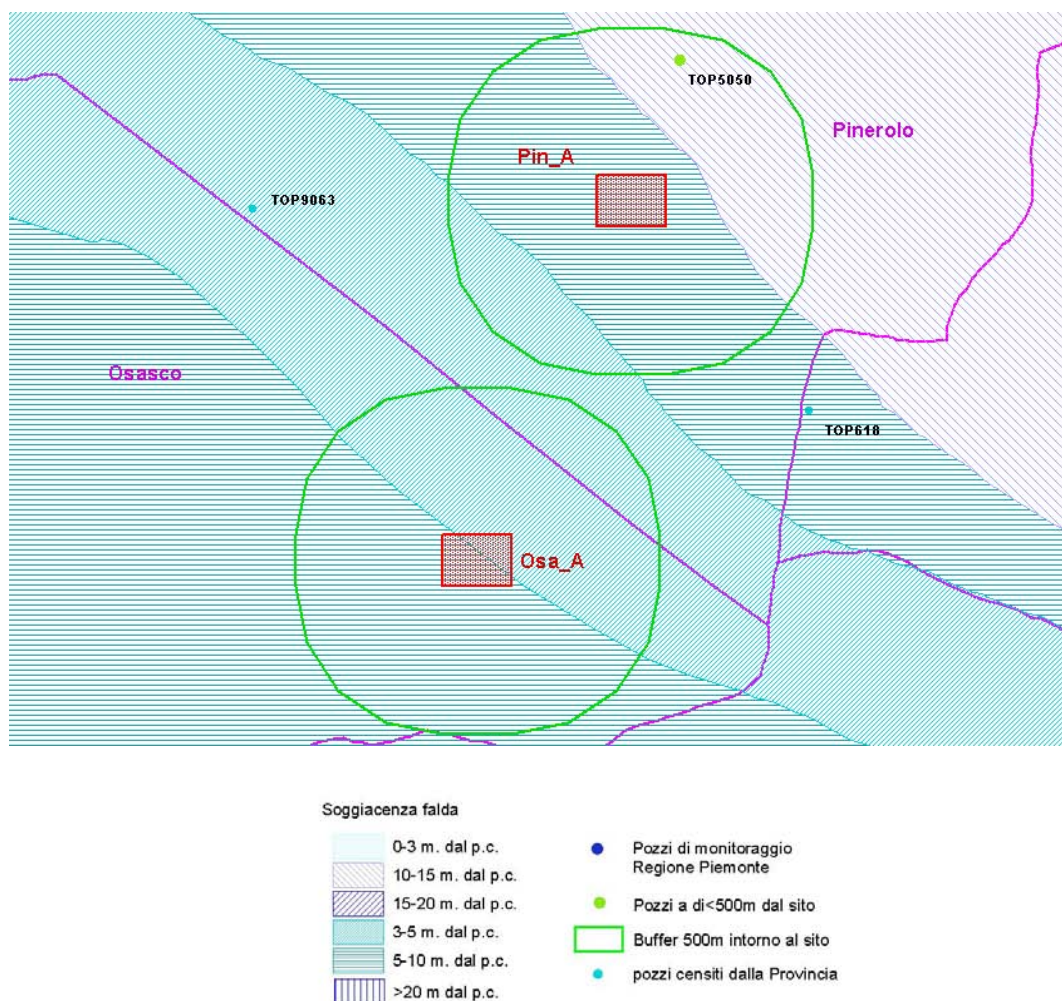 TOP5050
Pinerolo
Pin_A
TOP9063
Osasco
TOP618
Osa_A
Soggiacenza falda
0-3 m. dal p.c.
10-15 m. dal p.c.
15-20 m. dal p.c.
3-5 m. dal p.c.
5-10 m. dal p.c.
>20 m dal p.c.
Pozzi di monitoraggio
Regione Piemonte
Pozzi a di<500m dal sito
Buffer 500m intorno al sito
pozzi censiti dalla Provincia